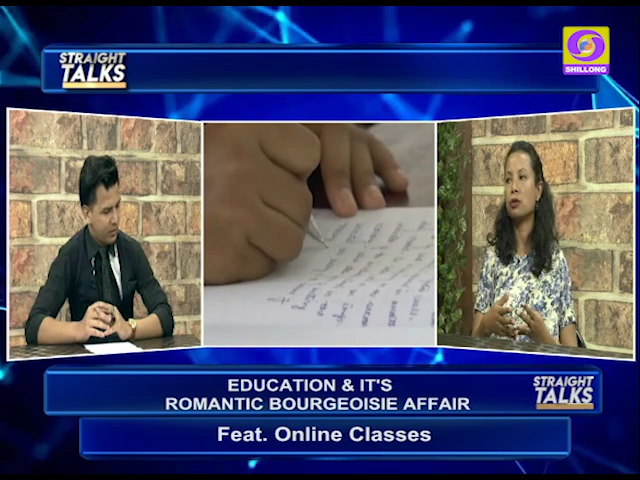 STRAIGHT
TALKS
SHILLONG
EDUCATION & IT'S
ROMANTIC BOURGEOISIE AFFAIR
STRAIGHT
TALKS
Feat. Online Classes